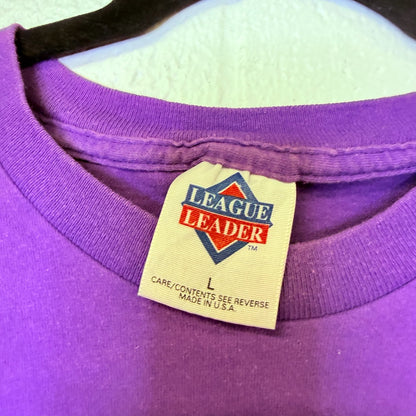 LEAGUE
LEADER
TM
L
CARE/CONTENTS SEE REVERSE
MADE IN U.S.A.